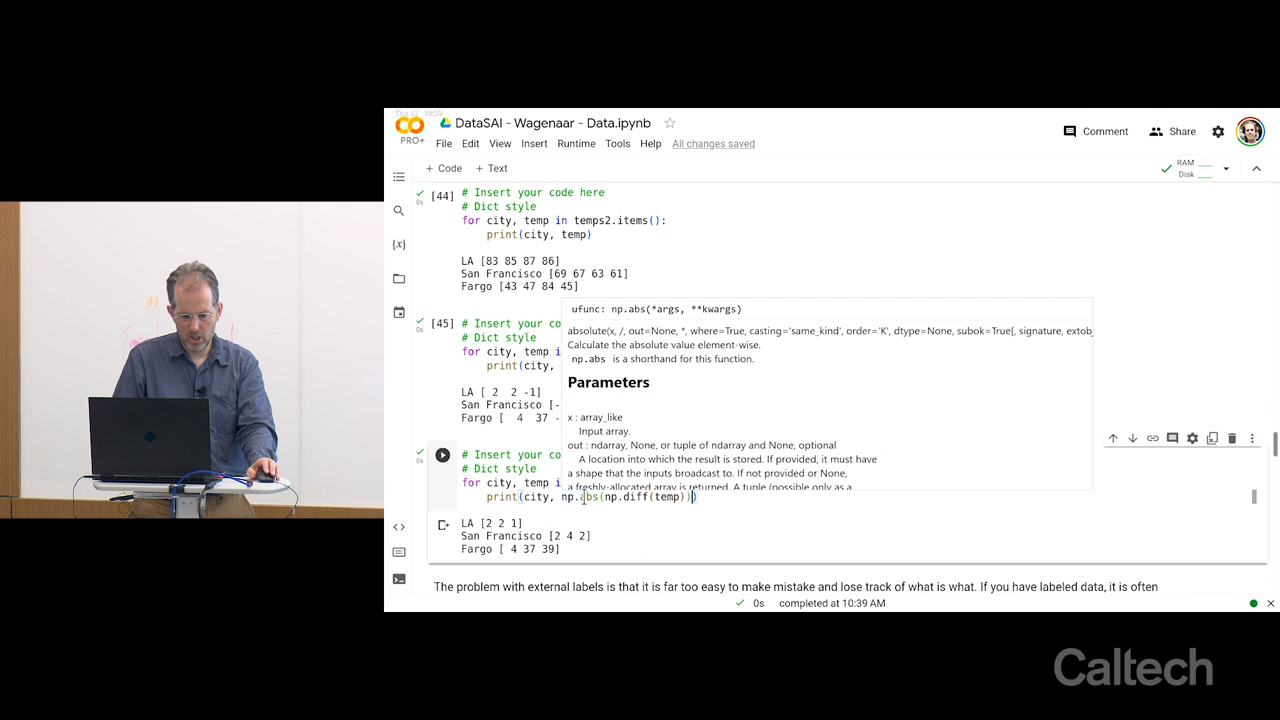 Thu 12 10:39
DataSAI - Wagenaar - Data.ipynb
PRO+
File Edit View Insert Runtime Tools Help All changes saved
Comment
Share
+ Code + Text
RAM
Disk
0s
[44] # Insert your code here
# Dict style
for city, temp in temps2.items():
print(city, temp)
LA [83 85 87 86]
San Francisco [69 67 63 61]
Fargo [43 47 84 45]
{x}
0s
[45] # Insert your co
# Dict style
for city, temp i
print(city,
LA [ 2 2 -1]
San Francisco [-
Fargo [ 4 37 -
ufunc: np.abs(*args, **kwargs)
absolute(x, /, out=None, *, where=True, casting='same_kind', order='K', dtype=None, subok=True[, signature, extobj
Calculate the absolute value element-wise.
np.abs is a shorthand for this function.
Parameters
x : array_like
Input array.
out : ndarray, None, or tuple of ndarray and None, optional
A location into which the result is stored. If provided, it must have
a shape that the inputs broadcast to. If not provided or None,
a freshly-allocated array is returned. A tuple (possible only as a
0s
# Insert your co
# Dict style
for city, temp i
print(city, np.abs(np.diff(temp)))
LA [2 2 1]
San Francisco [2 4 2]
Fargo [ 4 37 39]
The problem with external labels is that it is far too easy to make mistake and lose track of what is what. If you have labeled data, it is often
0s completed at 10:39 AM
Caltech